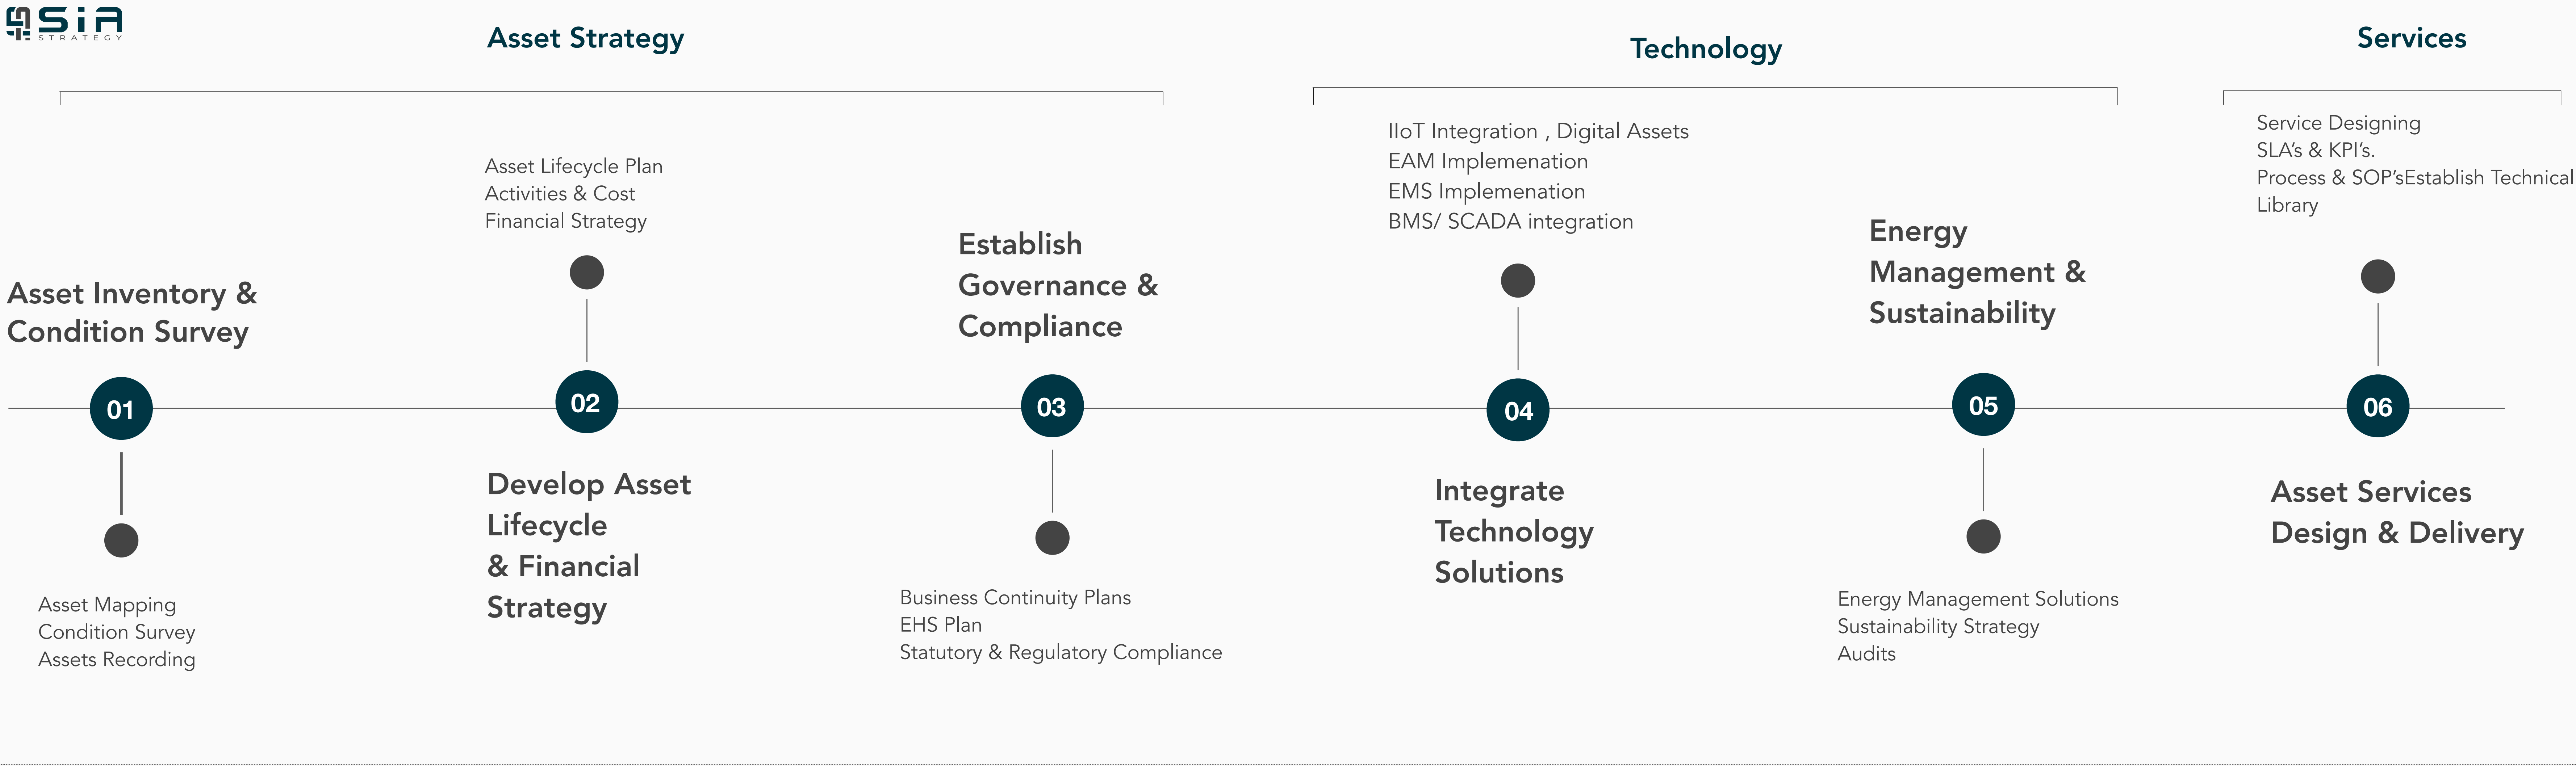 SiA
STRATEGY
Asset Strategy
Technology
Services
Asset Inventory &
Condition Survey
01
Asset Mapping
Condition Survey
Assets Recording
Asset Lifecycle Plan
Activities & Cost
Financial Strategy
02
Develop Asset
Lifecycle
& Financial
Strategy
Establish
Governance &
Compliance
03
Business Continuity Plans
EHS Plan
Statutory & Regulatory Compliance
IIoT Integration , Digital Assets
EAM Implemenation
EMS Implemenation
BMS/ SCADA integration
04
Integrate
Technology
Solutions
Energy
Management &
Sustainability
05
Energy Management Solutions
Sustainability Strategy
Audits
Service Designing
SLA’s & KPI’s.
Process & SOP’sEstablish Technical
Library
06
Asset Services
Design & Delivery